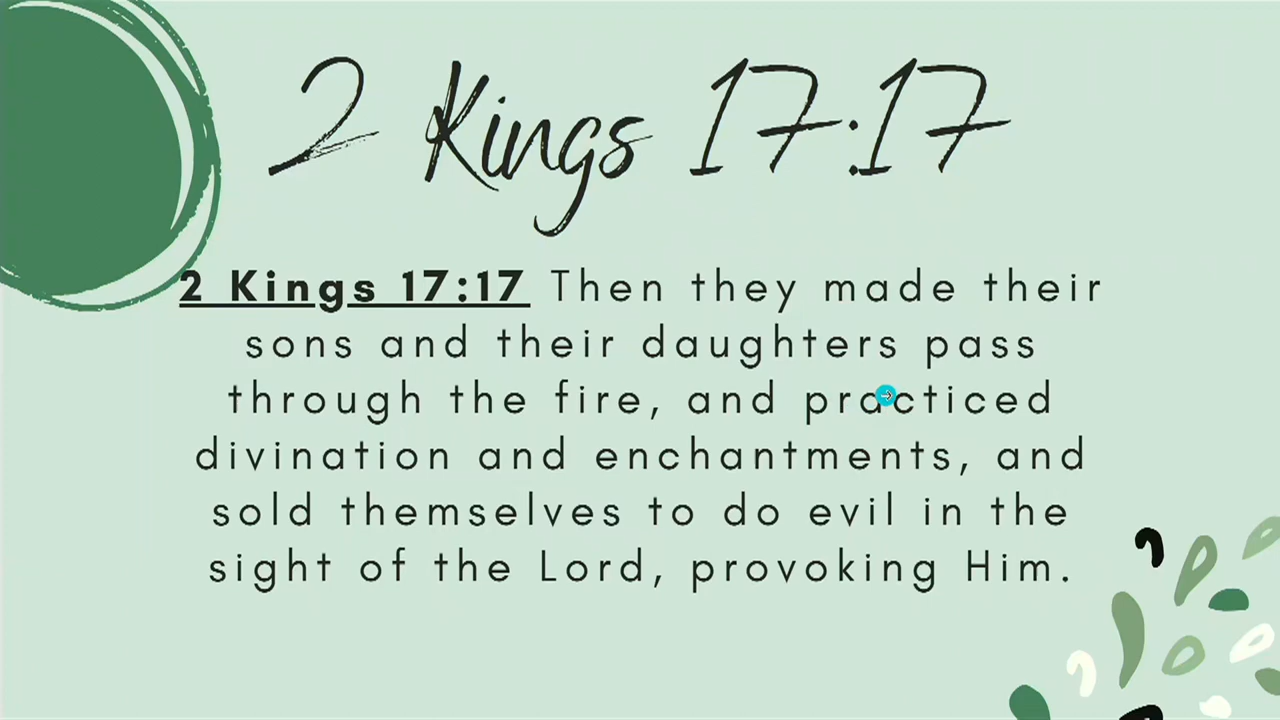 2 Kings 17:17
2 Kings 17:17 Then they made their
sons and their daughters pass
through the fire, and practiced
divination and enchantments, and
sold themselves to do evil in the
sight of the Lord, provoking Him.